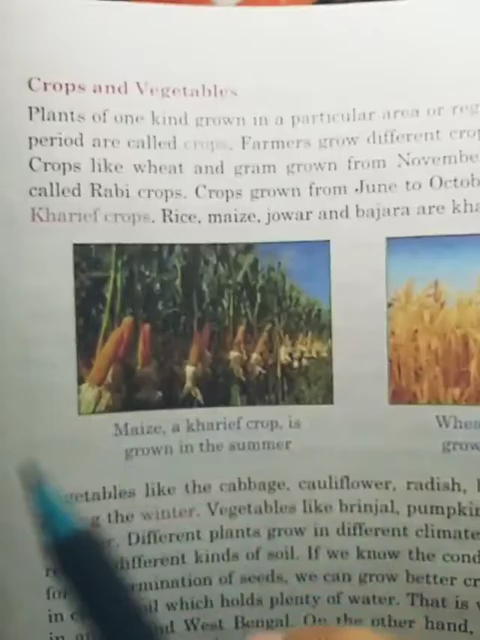 Crops and Vegetables
Plants of one kind grown in a particular area or reg
period are called crops. Farmers grow different crop
Crops like wheat and gram grown from Novembe
called Rabi crops. Crops grown from June to Octob
Kharief crops. Rice, maize, jowar and bajara are kha
Maize, a kharief crop, is
grown in the summer
Whea
grow
getables like the cabbage, cauliflower, radish,
g the winter. Vegetables like brinjal, pumpkin
Different plants grow in different climate
different kinds of soil. If we know the cond
rmination of seeds, we can grow better cr
il which holds plenty of water. That is
nd West Bengal. On the other hand,